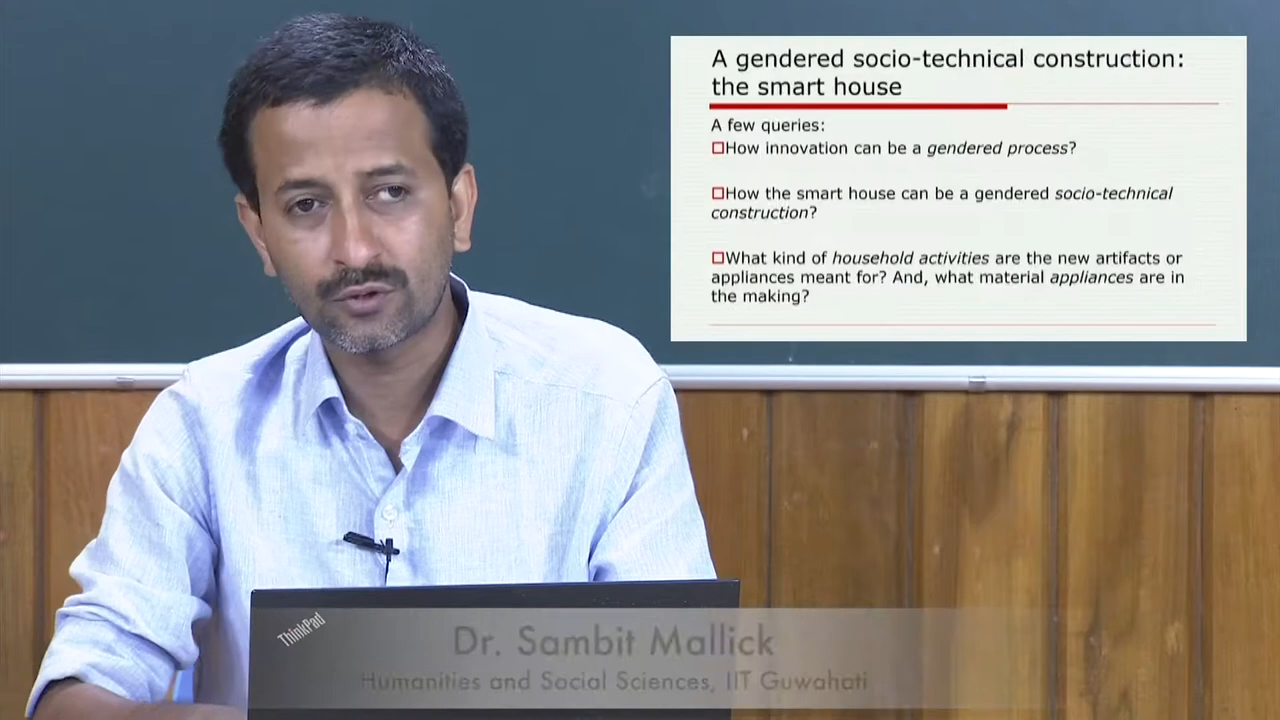 A gendered socio-technical construction:
the smart house
A few queries:
How innovation can be a gendered process?
How the smart house can be a gendered socio-technical
construction?
What kind of household activities are the new artifacts or
appliances meant for? And, what material appliances are in
the making?
ThinkPad
Dr. Sambit Mallick
Humanities and Social Sciences, IIT Guwahati